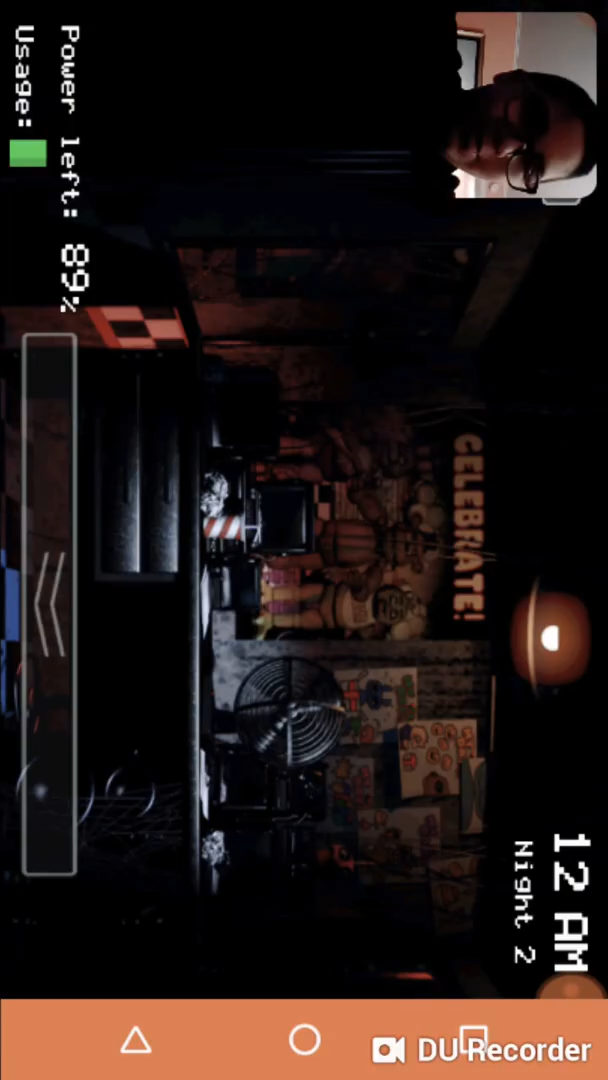 12 AM
Night 2
CELEBRATE!
Power left: 89%
Usage:
DU Recorder